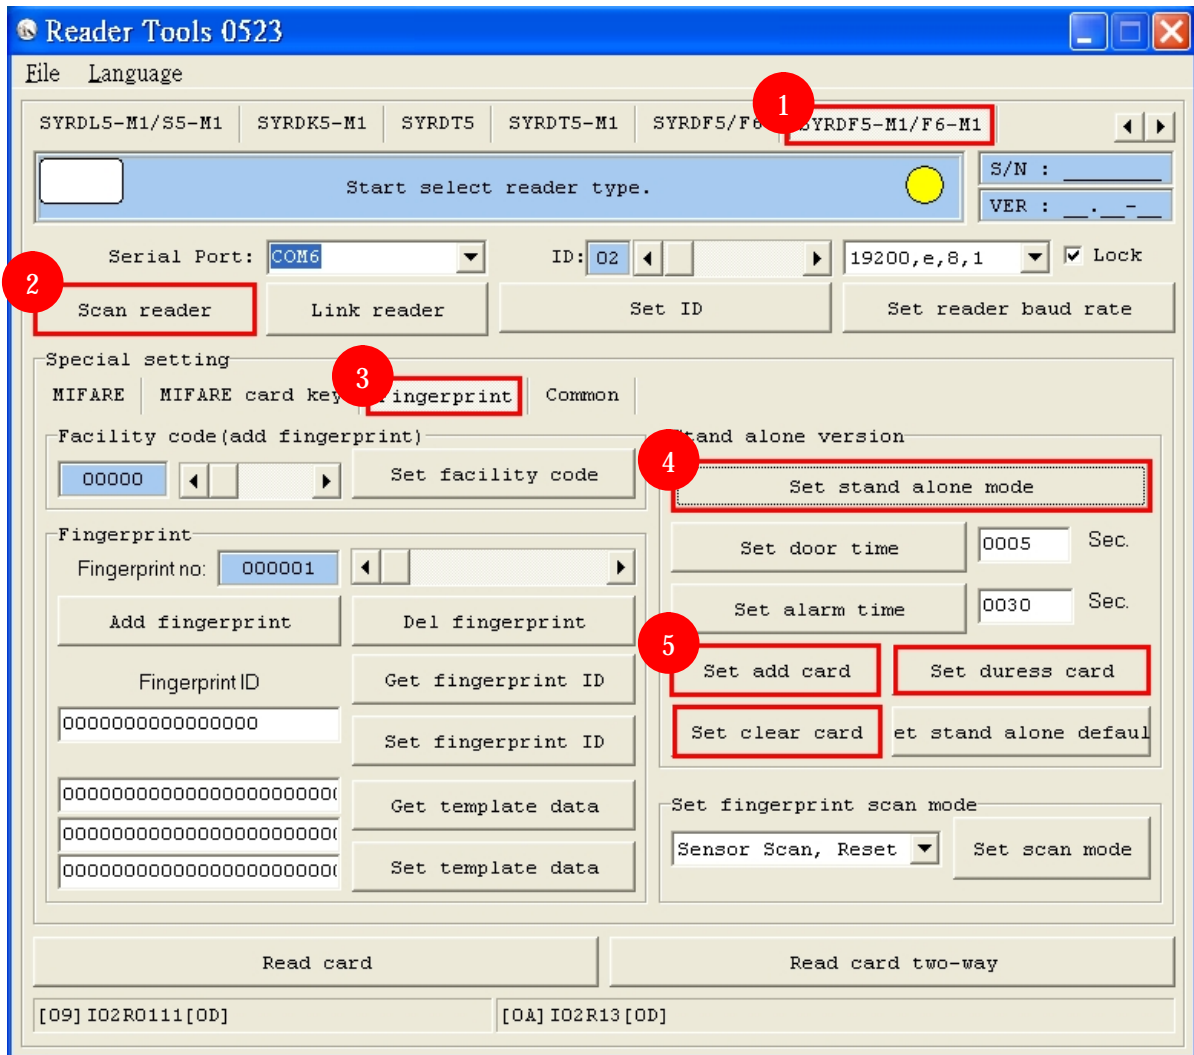 Reader Tools 0523
File Language
SYRDL5-M1/S5-M1 SYRDK5-M1 SYRDT5 SYRDT5-M1 SYRDF5/F6 1 SYRDF5-M1/F6-M1
Start select reader type.
S/N : ________
VER : __.__-__
Serial Port: COM6 ID: 02 19200,e,8,1 Lock
2
Scan reader Link reader Set ID Set reader baud rate
Special setting
MIFARE MIFARE card key 3 Fingerprint Common
Facility code(add fingerprint)
00000 Set facility code
Fingerprint
Fingerprint no: 000001
Add fingerprint Del fingerprint
Fingerprint ID Get fingerprint ID
0000000000000000 Set fingerprint ID
Get template data
Set template data
Stand alone version
4
Set stand alone mode
Set door time 0005 Sec.
Set alarm time 0030 Sec.
5
Set add card Set duress card
Set clear card et stand alone defaul
Set fingerprint scan mode
Sensor Scan, Reset Set scan mode
Read card Read card two-way
[09]I02R0111[0D] [0A]I02R13[0D]